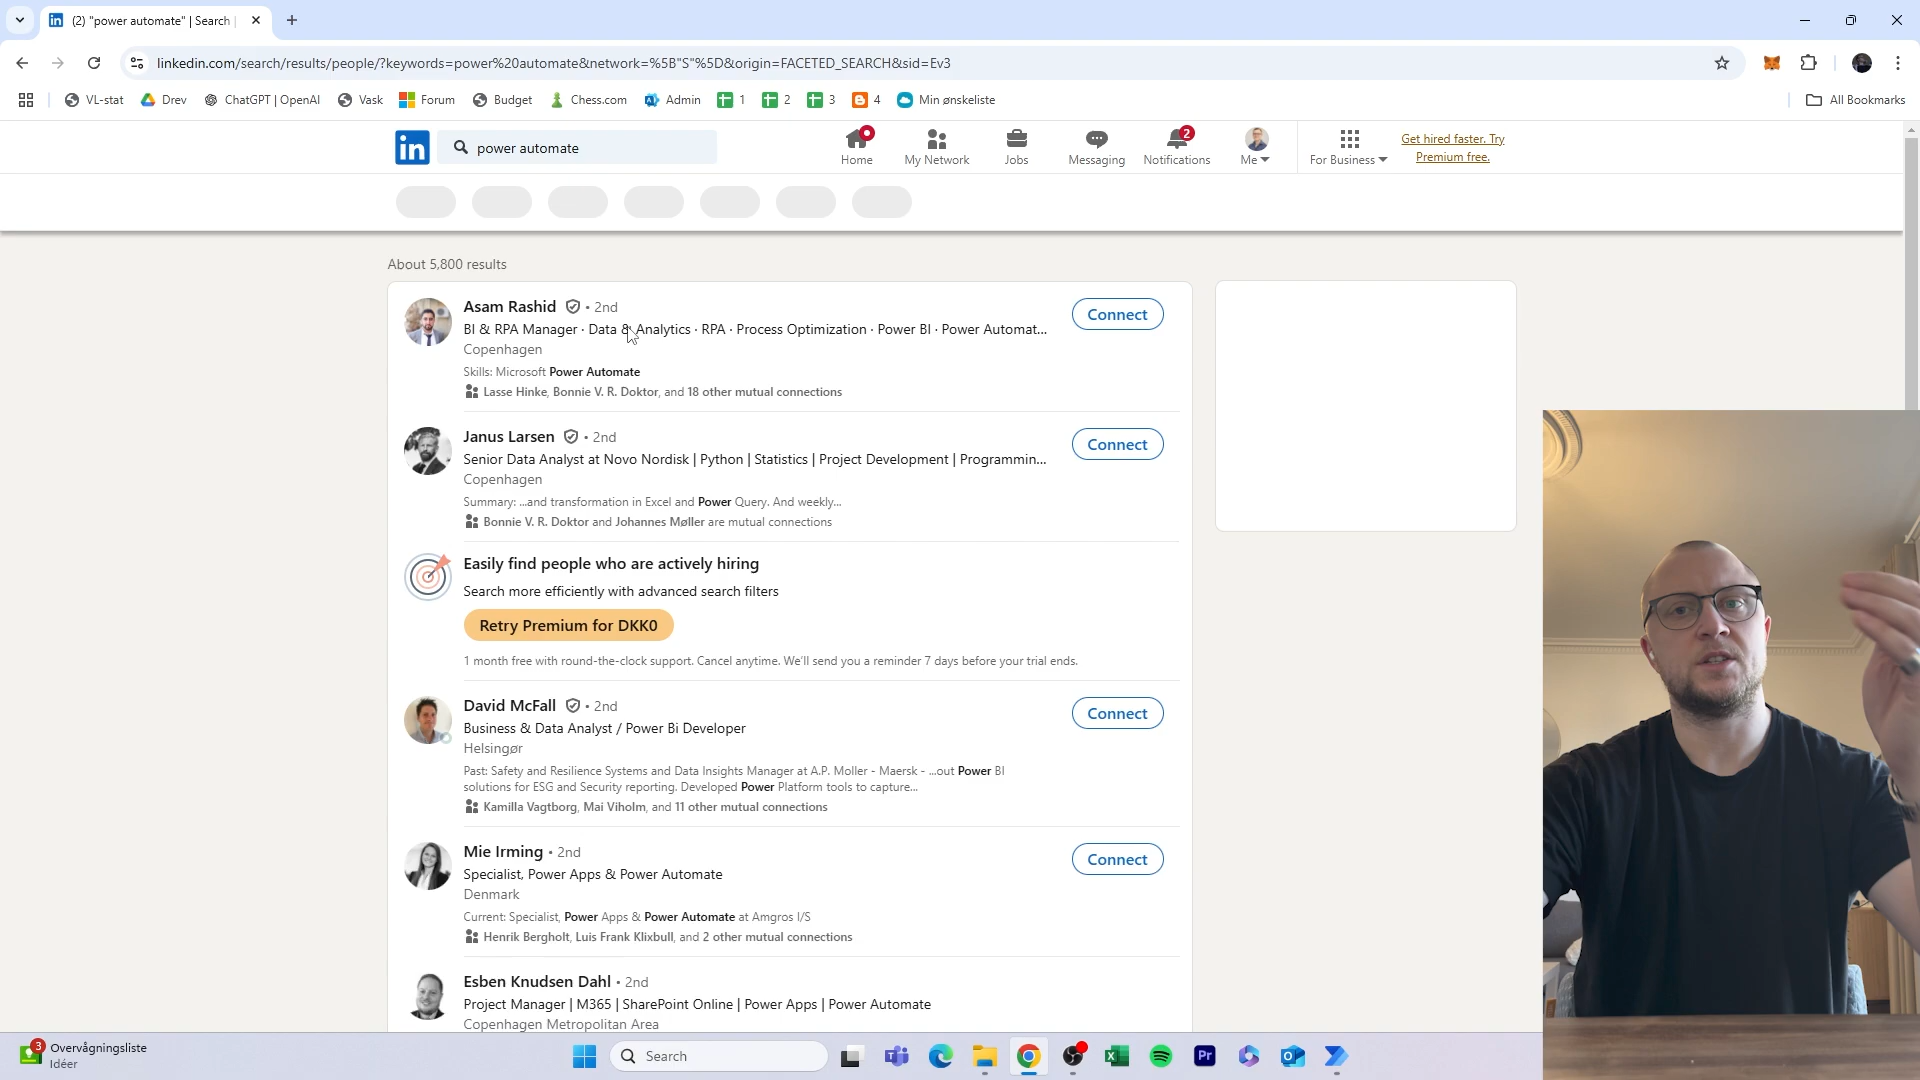 (2) "power automate" | Search |
linkedin.com/search/results/people/?keywords=power%20automate&network=%5B"S"%5D&origin=FACETED_SEARCH&sid=Ev3
VL-stat
Drev
ChatGPT | OpenAI
Vask
Forum
Budget
Chess.com
Admin
1
2
3
4
Min ønskeliste
All Bookmarks
in
power automate
Home
My Network
Jobs
Messaging
2
Notifications
Me
For Business
Get hired faster. Try
Premium free.
About 5,800 results
Asam Rashid • 2nd
BI & RPA Manager · Data & Analytics · RPA · Process Optimization · Power BI · Power Automat...
Copenhagen
Skills: Microsoft Power Automate
Lasse Hinke, Bonnie V. R. Doktor, and 18 other mutual connections
Connect
Janus Larsen • 2nd
Senior Data Analyst at Novo Nordisk | Python | Statistics | Project Development | Programmin...
Copenhagen
Summary: ...and transformation in Excel and Power Query. And weekly...
Bonnie V. R. Doktor and Johannes Møller are mutual connections
Connect
Easily find people who are actively hiring
Search more efficiently with advanced search filters
Retry Premium for DKK0
1 month free with round-the-clock support. Cancel anytime. We'll send you a reminder 7 days before your trial ends.
David McFall • 2nd
Business & Data Analyst / Power Bi Developer
Helsingør
Past: Safety and Resilience Systems and Data Insights Manager at A.P. Moller - Maersk - ...out Power BI
solutions for ESG and Security reporting. Developed Power Platform tools to capture...
Kamilla Vagtborg, Mai Viholm, and 11 other mutual connections
Connect
Mie Irming • 2nd
Specialist, Power Apps & Power Automate
Denmark
Current: Specialist, Power Apps & Power Automate at Amgros I/S
Henrik Bergholt, Luis Frank Klixbull, and 2 other mutual connections
Connect
Esben Knudsen Dahl • 2nd
Project Manager | M365 | SharePoint Online | Power Apps | Power Automate
Copenhagen Metropolitan Area
3
Overvågningsliste
Idéer
Search
Pr